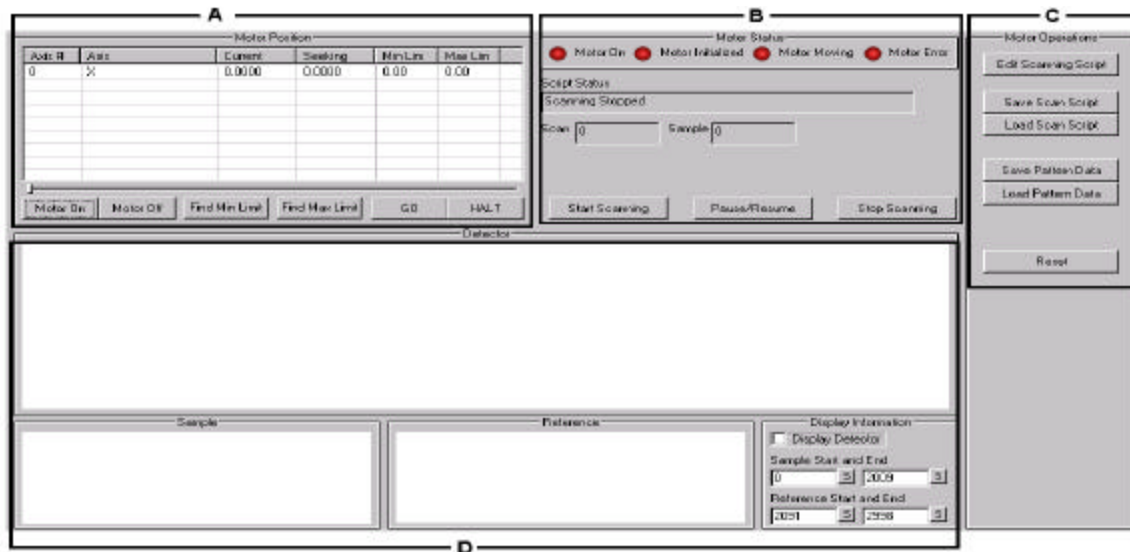 A
B
C
Motor Position
Axis # Axis Current Seeking Min Lim Max Lim
0 X 0.0000 0.0000 0.00 0.00
Motor On Motor Off Find Min Limit Find Max Limit GO HALT
Motor Status
Motor On Motor Initialized Motor Moving Motor Error
Script Status
Scanning Stopped
Scan 0 Sample 0
Start Scanning Pause/Resume Stop Scanning
Motor Operations
Edit Scanning Script
Save Scan Script
Load Scan Script
Save Pattern Data
Load Pattern Data
Reset
Detector
Sample
Reference
Display Information
Display Detector
Sample Start and End
0 S 2009 S
Reference Start and End
2091 S 2998 S
D